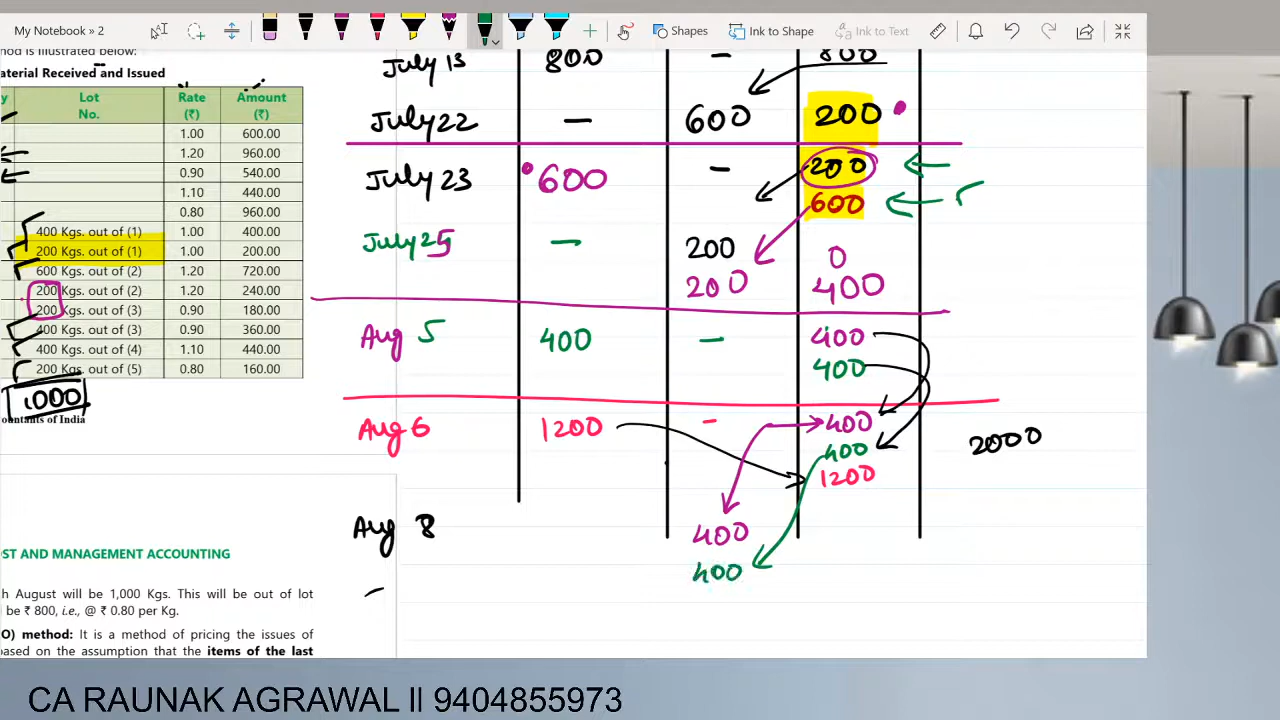 My Notebook » 2
Shapes
Ink to Shape
Ink to Text
hod is illustrated below:
aterial Received and Issued
y Lot No. Rate (₹) Amount (₹)
1.00 600.00
1.20 960.00
0.90 540.00
1.10 440.00
0.80 960.00
400 Kgs. out of (1) 1.00 400.00
200 Kgs. out of (1) 1.00 200.00
600 Kgs. out of (2) 1.20 720.00
200 Kgs. out of (2) 1.20 240.00
200 Kgs. out of (3) 0.90 180.00
400 Kgs. out of (3) 0.90 360.00
400 Kgs. out of (4) 1.10 440.00
200 Kgs. out of (5) 0.80 160.00
1000
ountants of India
OST AND MANAGEMENT ACCOUNTING
h August will be 1,000 Kgs. This will be out of lot
be ₹ 800, i.e., @ ₹ 0.80 per Kg.
O) method: It is a method of pricing the issues of
based on the assumption that the items of the last
July 13 800 – 800
July 22 – 600 200
July 23 600 – 200
600
July 25 – 200 0
200 400
Aug 5 400 – 400
400
Aug 6 1200 – 400
400 2000
1200
Aug 8 400
400
CA RAUNAK AGRAWAL ll 9404855973